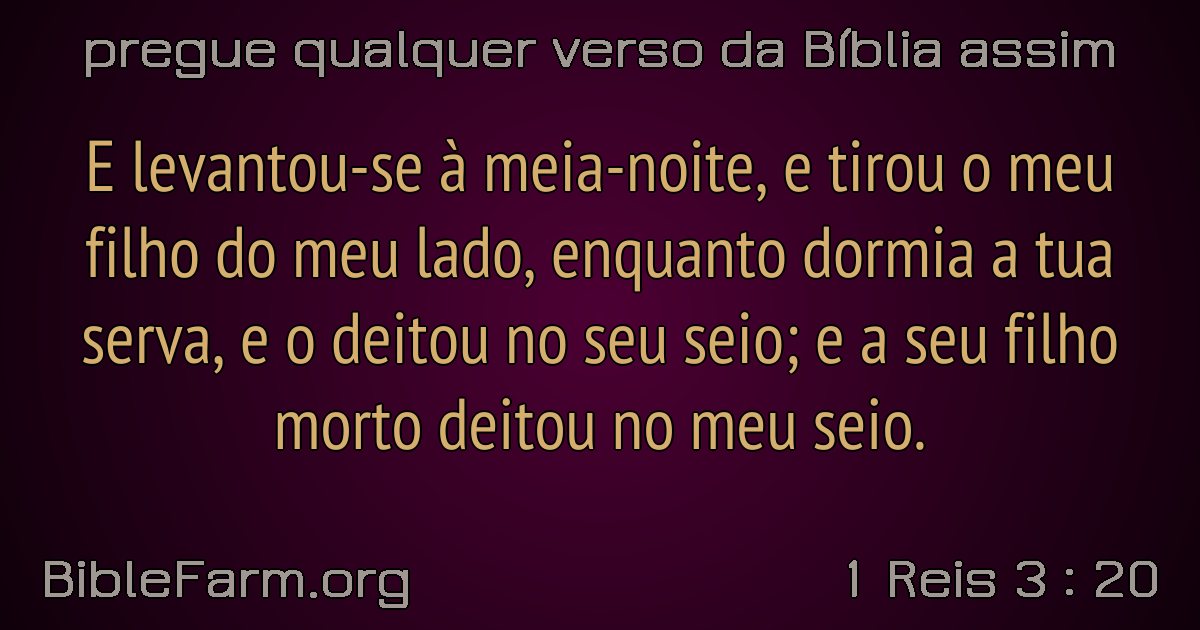 pregue qualquer verso da Bíblia assim
E levantou-se à meia-noite, e tirou o meu
filho do meu lado, enquanto dormia a tua
serva, e o deitou no seu seio; e a seu filho
morto deitou no meu seio.
BibleFarm.org
1 Reis 3 : 20